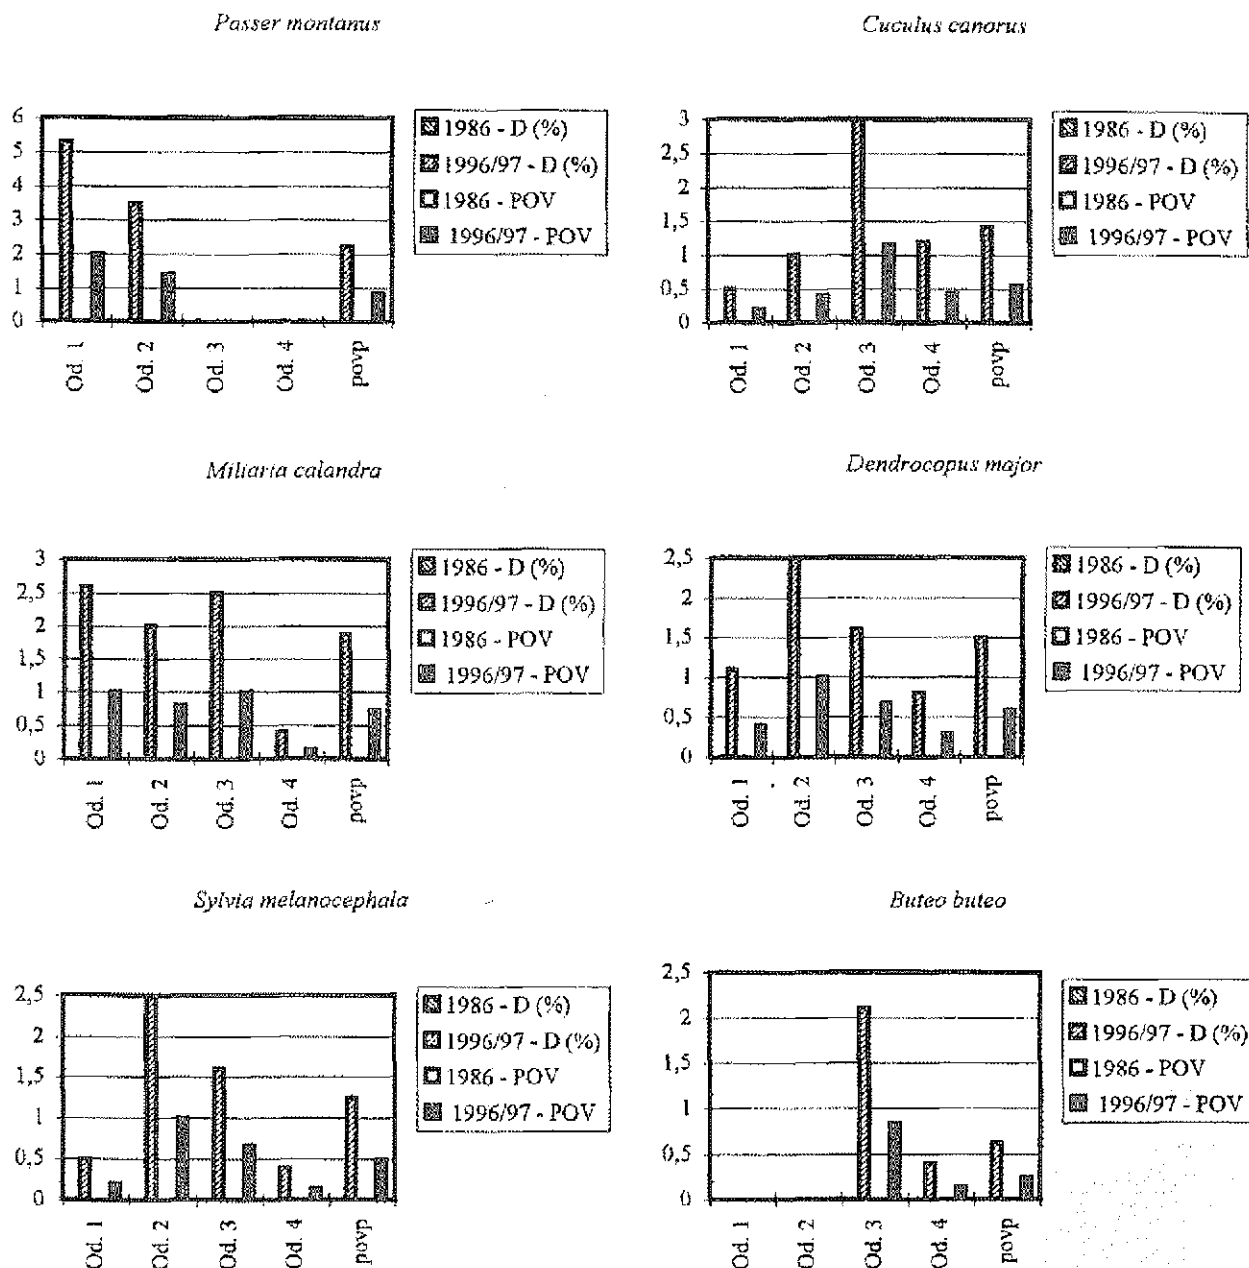 Passer montanus
6
5
4
3
2
1
0
Od. 1
Od. 2
Od. 3
Od. 4
povp
1986 - D (%)
1996/97 - D (%)
1986 - POV
1996/97 - POV
Cuculus canorus
3
2,5
2
1,5
1
0,5
0
Od. 1
Od. 2
Od. 3
Od. 4
povp
1986 - D (%)
1996/97 - D (%)
1986 - POV
1996/97 - POV
Miliaria calandra
3
2,5
2
1,5
1
0,5
0
Od. 1
Od. 2
Od. 3
Od. 4
povp
1986 - D (%)
1996/97 - D (%)
1986 - POV
1996/97 - POV
Dendrocopus major
2,5
2
1,5
1
0,5
0
Od. 1
Od. 2
Od. 3
Od. 4
povp
1986 - D (%)
1996/97 - D (%)
1986 - POV
1996/97 - POV
Sylvia melanocephala
2,5
2
1,5
1
0,5
0
Od. 1
Od. 2
Od. 3
Od. 4
povp
1986 - D (%)
1996/97 - D (%)
1986 - POV
1996/97 - POV
Buteo buteo
2,5
2
1,5
1
0,5
0
Od. 1
Od. 2
Od. 3
Od. 4
povp
1986 - D (%)
1996/97 - D (%)
1986 - POV
1996/97 - POV